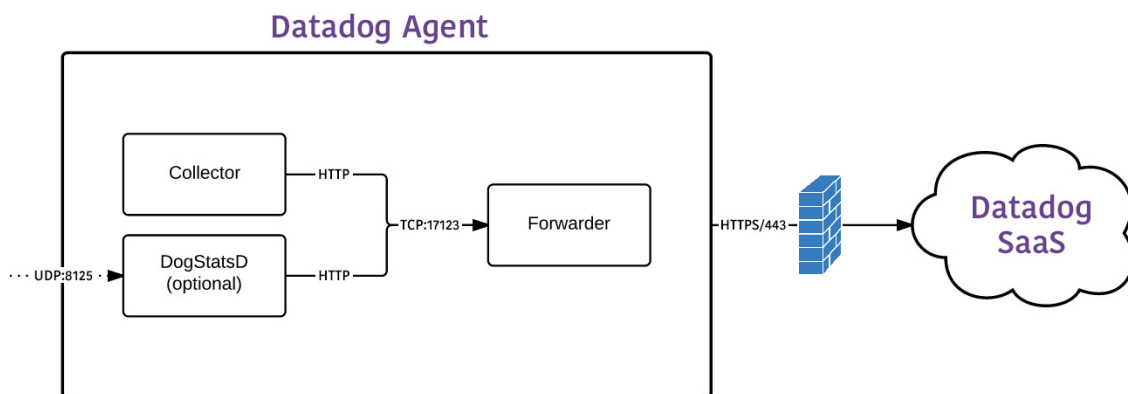 Datadog Agent
Collector
HTTP
TCP:17123
Forwarder
HTTPS/443
Datadog
SaaS
UDP:8125
DogStatsD
(optional)
HTTP